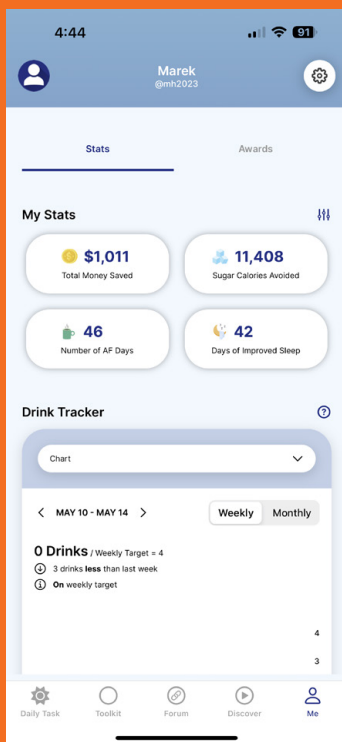 4:44
91
Marek
@mh2023
Stats
Awards
My Stats
$1,011
Total Money Saved
11,408
Sugar Calories Avoided
46
Number of AF Days
42
Days of Improved Sleep
Drink Tracker
?
Chart
MAY 10 - MAY 14
Weekly
Monthly
0 Drinks / Weekly Target = 4
3 drinks less than last week
On weekly target
4
3
Daily Task
Toolkit
Forum
Discover
Me